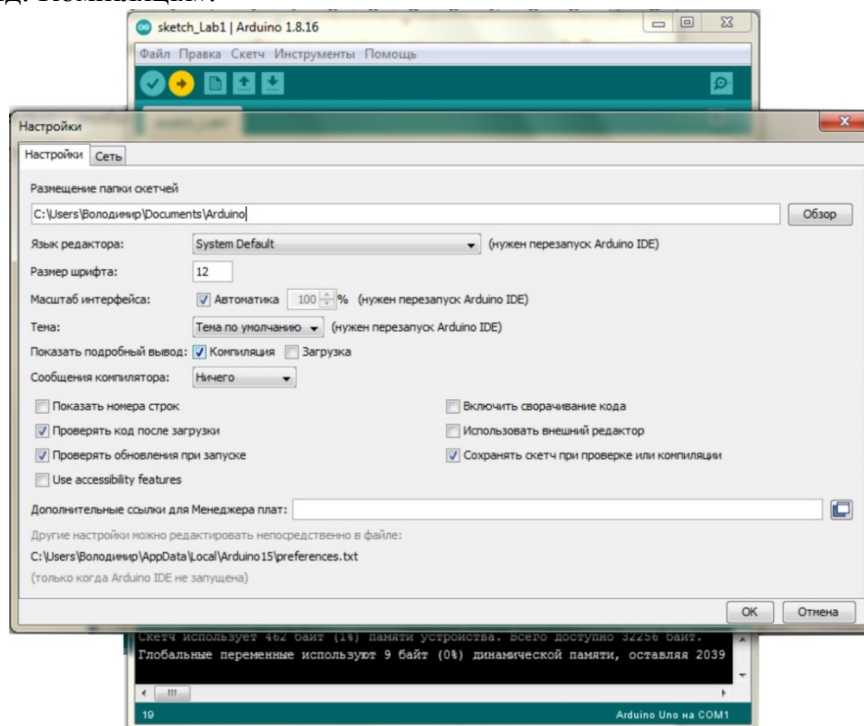 sketch_Lab1 | Arduino 1.8.16
Файл Правка Скетч Инструменты Помощь
Настройки
Настройки Сеть
Размещение папки скетчей
C:\Users\Володимир\Documents\Arduino Обзор
Язык редактора: System Default (нужен перезапуск Arduino IDE)
Размер шрифта: 12
Масштаб интерфейса: Автоматика 100 % (нужен перезапуск Arduino IDE)
Тема: Тема по умолчанию (нужен перезапуск Arduino IDE)
Показать подробный вывод: Компиляция Загрузка
Сообщения компилятора: Ничего
Показать номера строк Включить сворачивание кода
Проверять код после загрузки Использовать внешний редактор
Проверять обновления при запуске Сохранять скетч при проверке или компиляции
Use accessibility features
Дополнительные ссылки для Менеджера плат:
Другие настройки можно редактировать непосредственно в файле:
C:\Users\Володимир\AppData\Local\Arduino15\preferences.txt
(только когда Arduino IDE не запущена)
OK Отмена
Скетч использует 462 байт (1%) памяти устройства. Всего доступно 32256 байт.
Глобальные переменные используют 9 байт (0%) динамической памяти, оставляя 2039
19 Arduino Uno на COM1